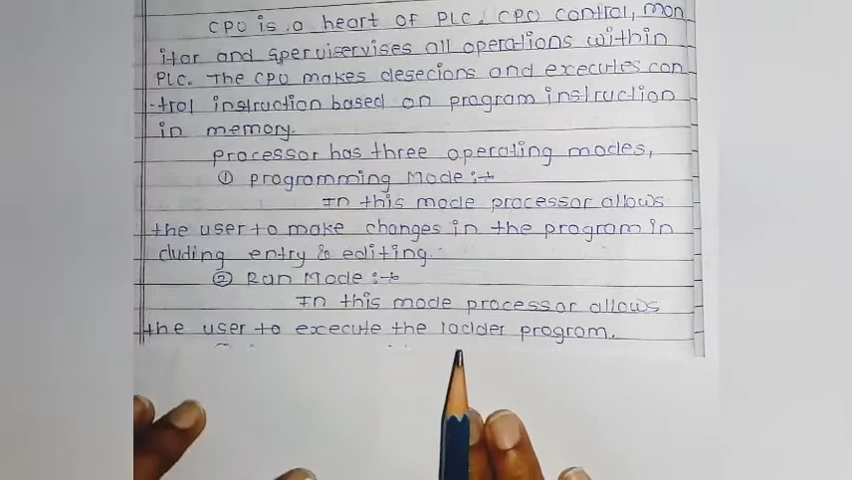 CPU is a heart of PLC. CPU control, mon
itor and sperviservises all operations within
PLC. The CPU makes desecions and executes con
trol instruction based on program instruction
in memory.
Processor has three operating modes,
① Programming Mode :-
In this mode processor allows
the user to make changes in the program in
cluding entry & editing.
② Ran Mode :-
In this mode processor allows
the user to execute the ladder program.